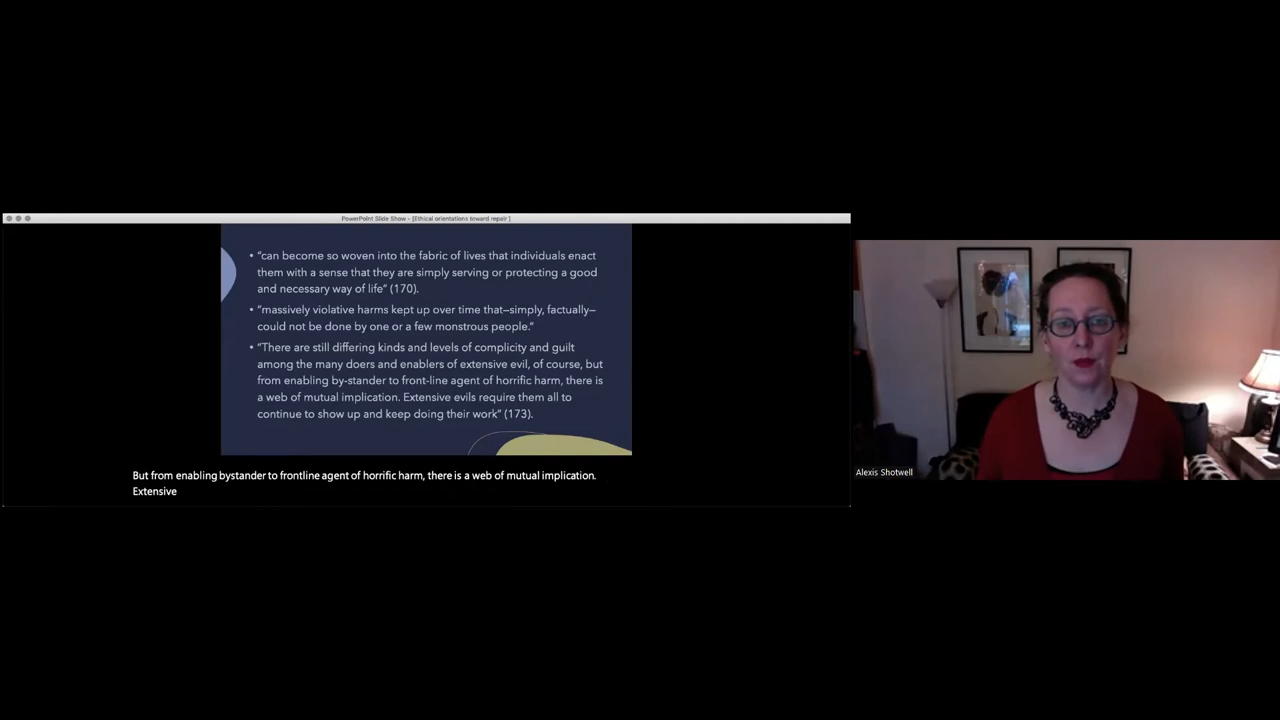 PowerPoint Slide Show - [Ethical orientations toward repair ]
• “can become so woven into the fabric of lives that individuals enact
them with a sense that they are simply serving or protecting a good
and necessary way of life” (170).
• “massively violative harms kept up over time that—simply, factually—
could not be done by one or a few monstrous people.”
• “There are still differing kinds and levels of complicity and guilt
among the many doers and enablers of extensive evil, of course, but
from enabling by-stander to front-line agent of horrific harm, there is
a web of mutual implication. Extensive evils require them all to
continue to show up and keep doing their work” (173).
But from enabling bystander to frontline agent of horrific harm, there is a web of mutual implication.
Extensive
Alexis Shotwell